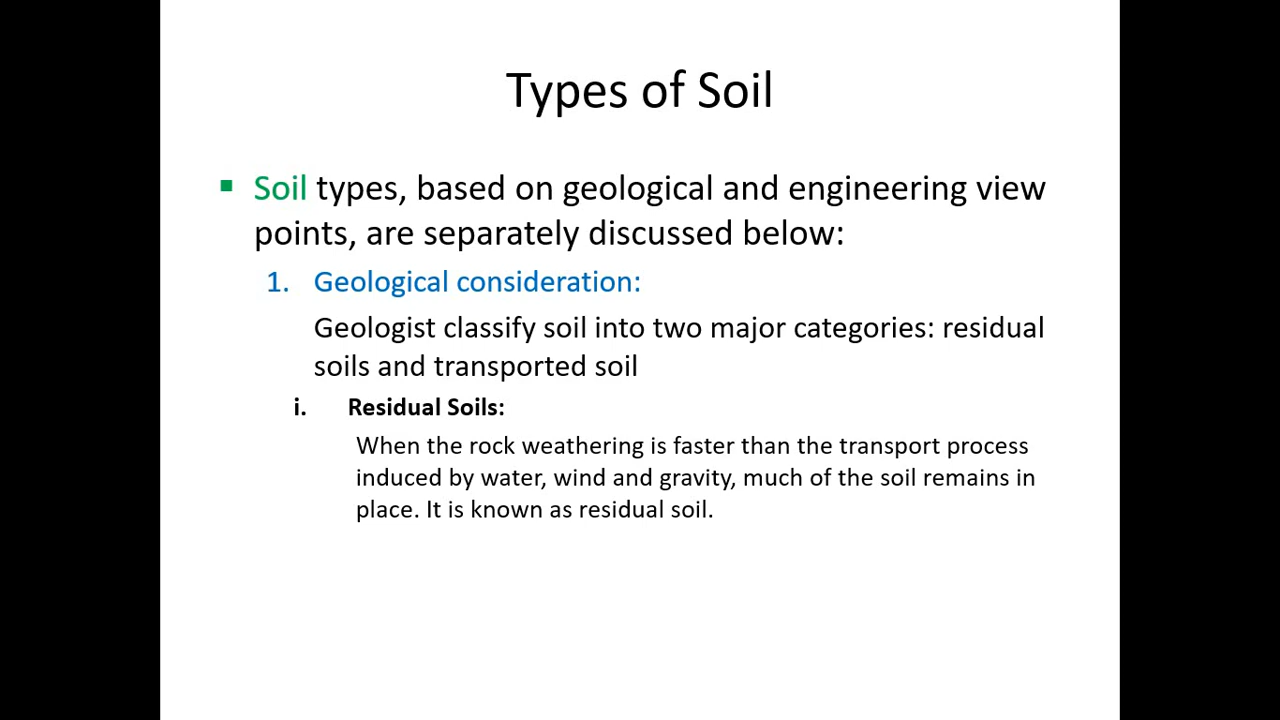 Types of Soil
▪ Soil types, based on geological and engineering view
points, are separately discussed below:
1. Geological consideration:
Geologist classify soil into two major categories: residual
soils and transported soil
i. Residual Soils:
When the rock weathering is faster than the transport process
induced by water, wind and gravity, much of the soil remains in
place. It is known as residual soil.